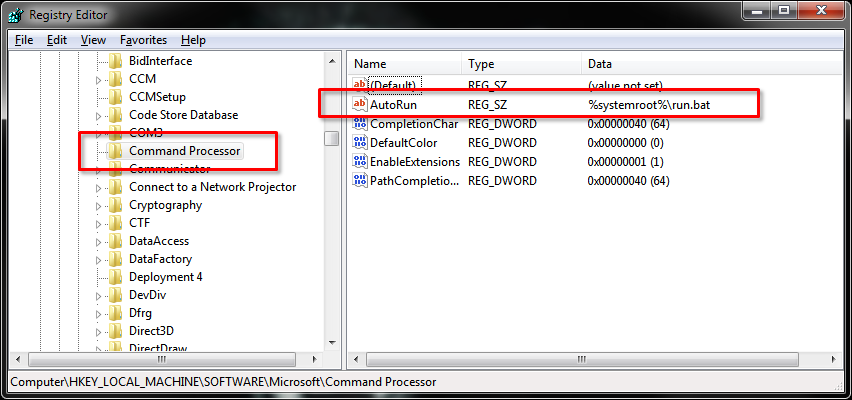 Registry Editor
File Edit View Favorites Help
BidInterface
CCM
CCMSetup
Code Store Database
COM3
Command Processor
Communicator
Connect to a Network Projector
Cryptography
CTF
DataAccess
DataFactory
Deployment 4
DevDiv
Dfrg
Direct3D
DirectDraw
Name Type Data
(Default) REG_SZ (value not set)
AutoRun REG_SZ %systemroot%\run.bat
CompletionChar REG_DWORD 0x00000040 (64)
DefaultColor REG_DWORD 0x00000000 (0)
EnableExtensions REG_DWORD 0x00000001 (1)
PathCompletio... REG_DWORD 0x00000040 (64)
Computer\HKEY_LOCAL_MACHINE\SOFTWARE\Microsoft\Command Processor